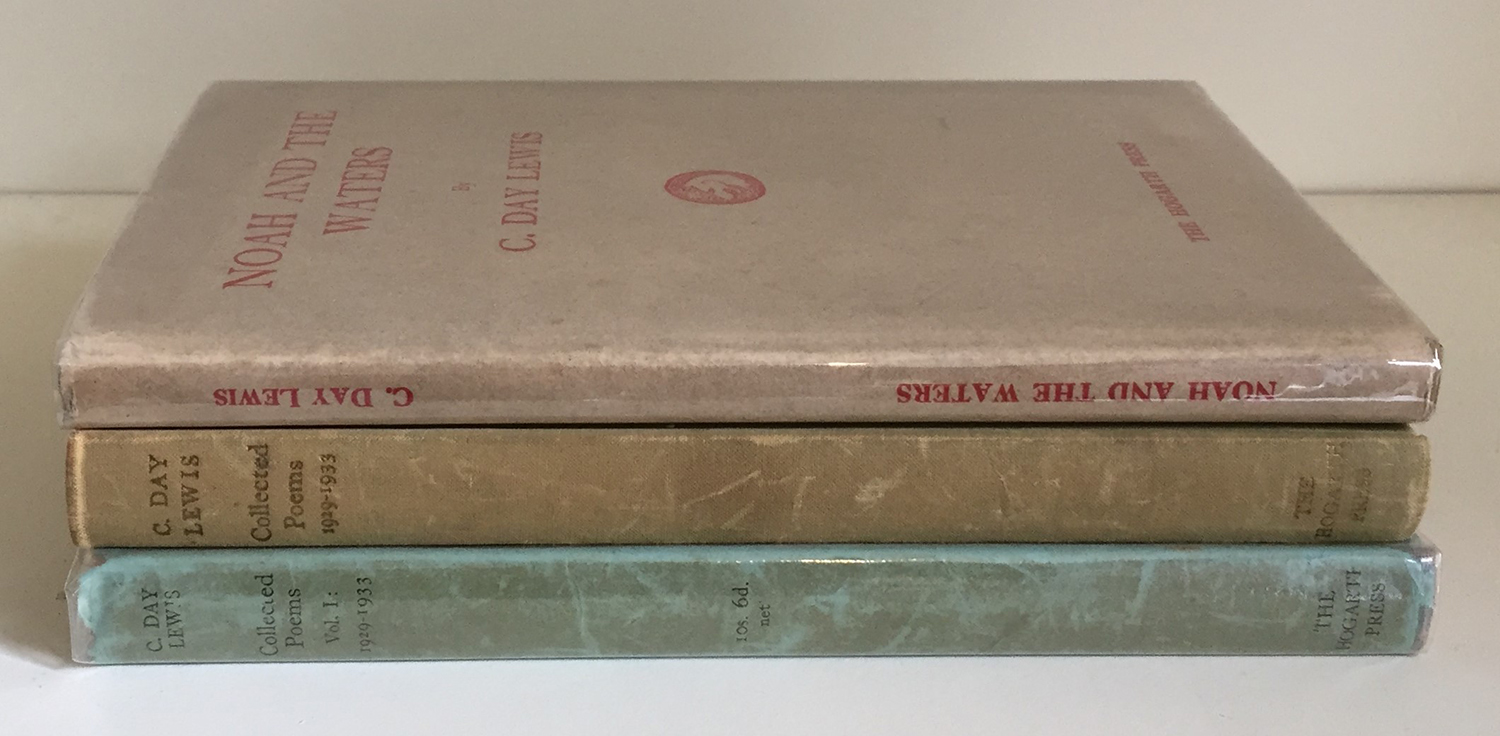 NOAH AND THE
WATERS
By
C. DAY LEWIS
THE HOGARTH PRESS
NOAH AND THE WATERS
C. DAY LEWIS
C. DAY
LEWIS
Collected
Poems
1929-1933
THE
HOGARTH
PRESS
C. DAY
LEWIS
Collected
Poems
Vol. I:
1929-1933
10s. 6d.
net
THE
HOGARTH
PRESS